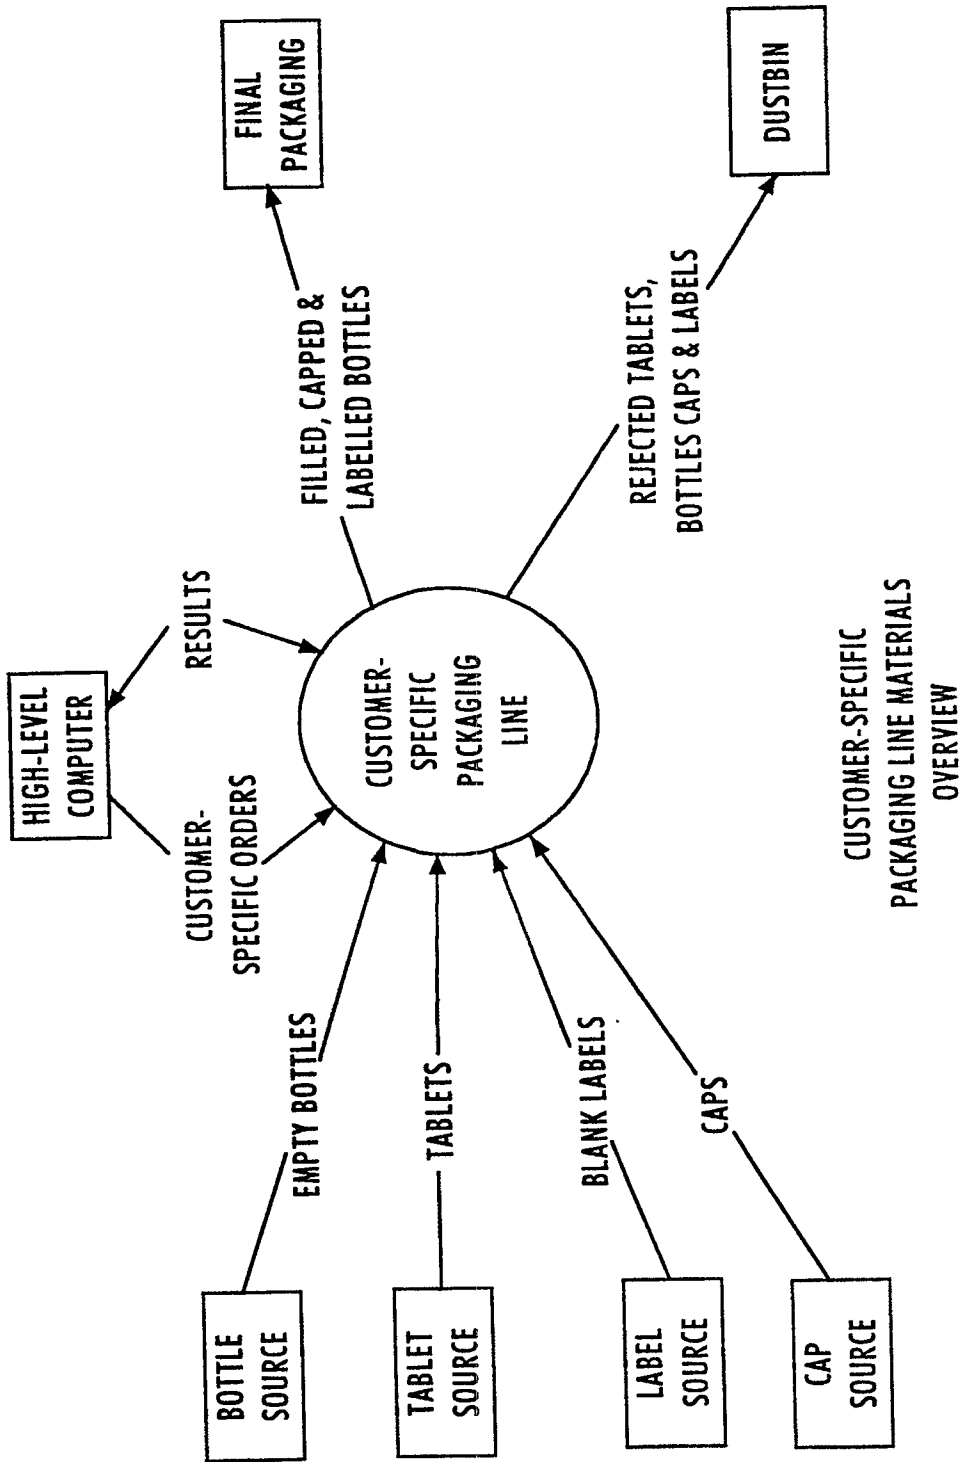 HIGH-LEVEL
COMPUTER
CUSTOMER-
SPECIFIC ORDERS
RESULTS
BOTTLE
SOURCE
EMPTY BOTTLES
TABLET
SOURCE
TABLETS
LABEL
SOURCE
BLANK LABELS
CAP
SOURCE
CAPS
CUSTOMER-
SPECIFIC
PACKAGING
LINE
FILLED, CAPPED &
LABELLED BOTTLES
FINAL
PACKAGING
REJECTED TABLETS,
BOTTLES CAPS & LABELS
DUSTBIN
CUSTOMER-SPECIFIC
PACKAGING LINE MATERIALS
OVERVIEW